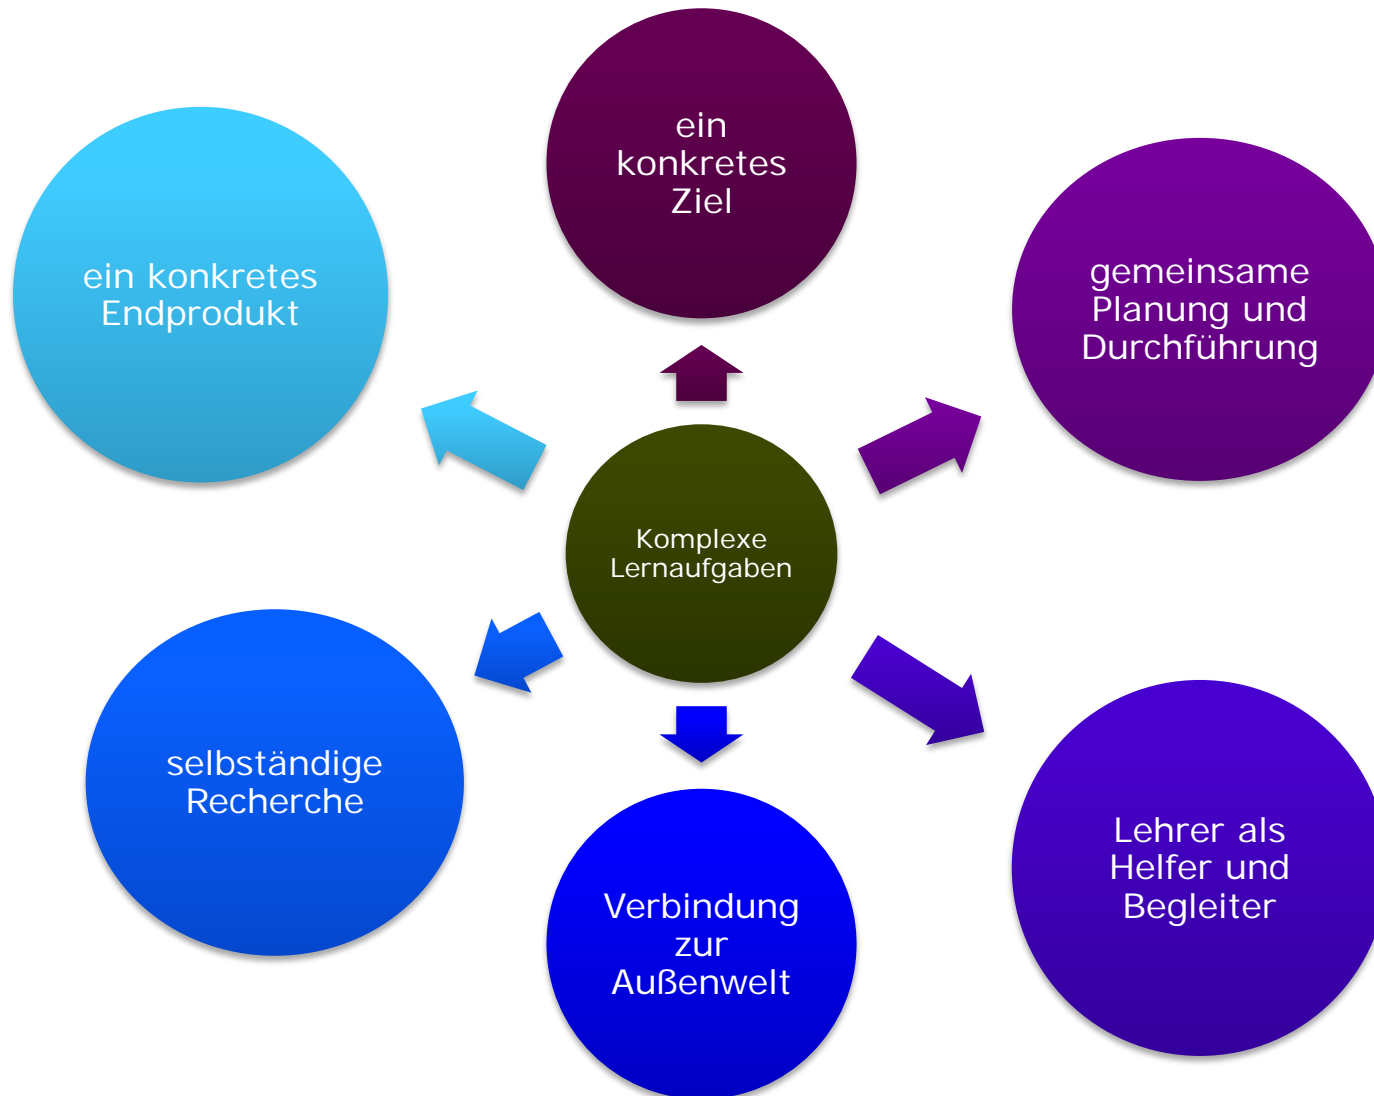 ein
konkretes
Ziel
gemeinsame
Planung und
Durchführung
Lehrer als
Helfer und
Begleiter
Verbindung
zur
Außenwelt
selbständige
Recherche
ein konkretes
Endprodukt
Komplexe
Lernaufgaben